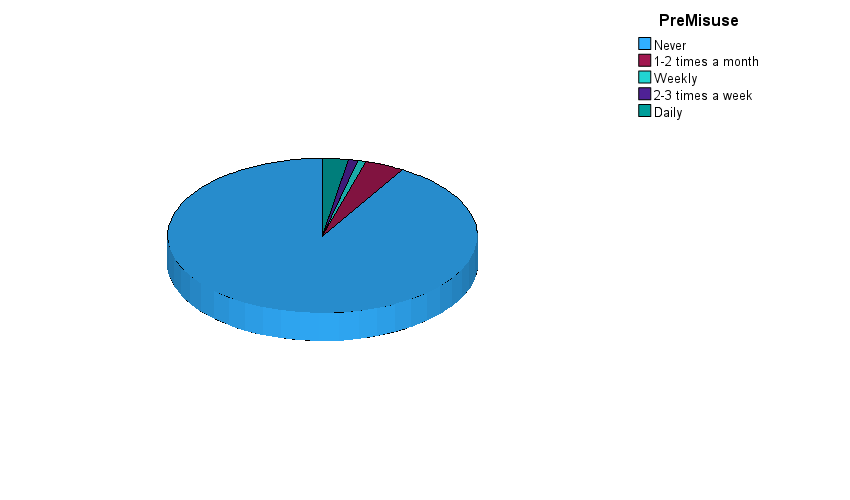 PreMisuse
Never
1-2 times a month
Weekly
2-3 times a week
Daily